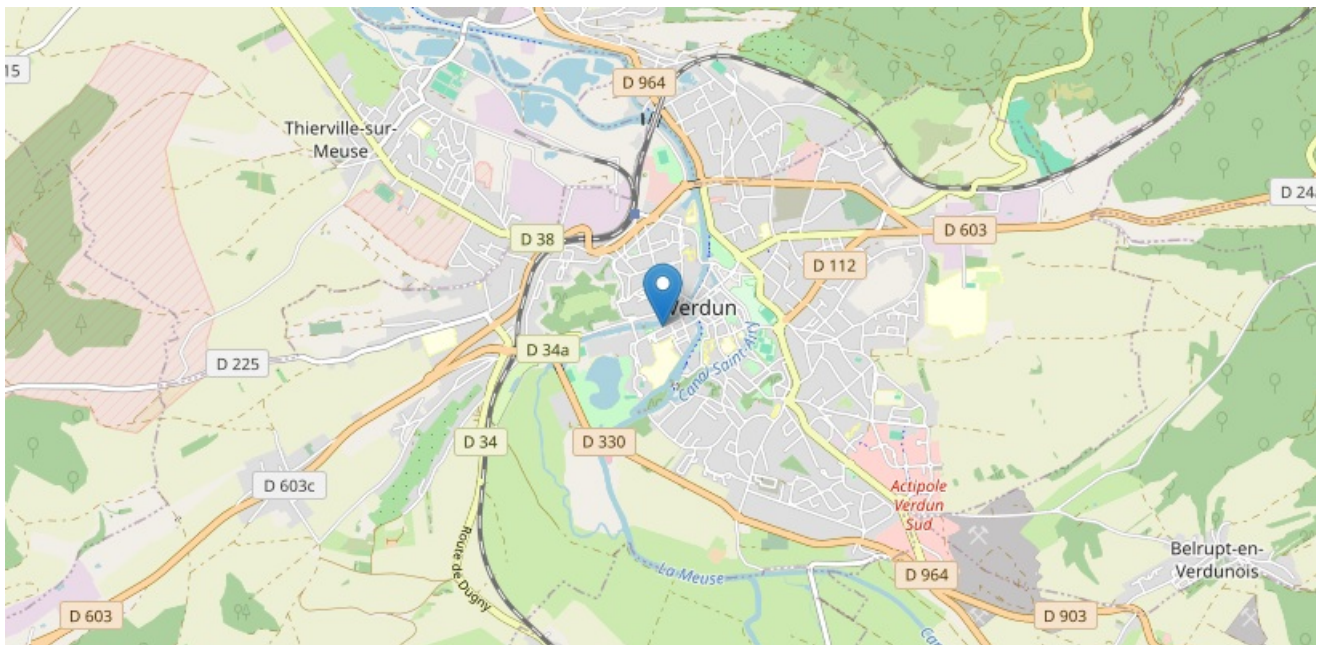 15
D 964
Thierville-sur-
Meuse
D 24
D 38
D 603
D 112
Verdun
D 225
D 34a
Canal Saint-Airy
D 34
D 330
D 603c
Actipole
Verdun
Sud
Route de Dugny
La Meuse
D 964
Belrupt-en-
Verdunois
D 603
D 903